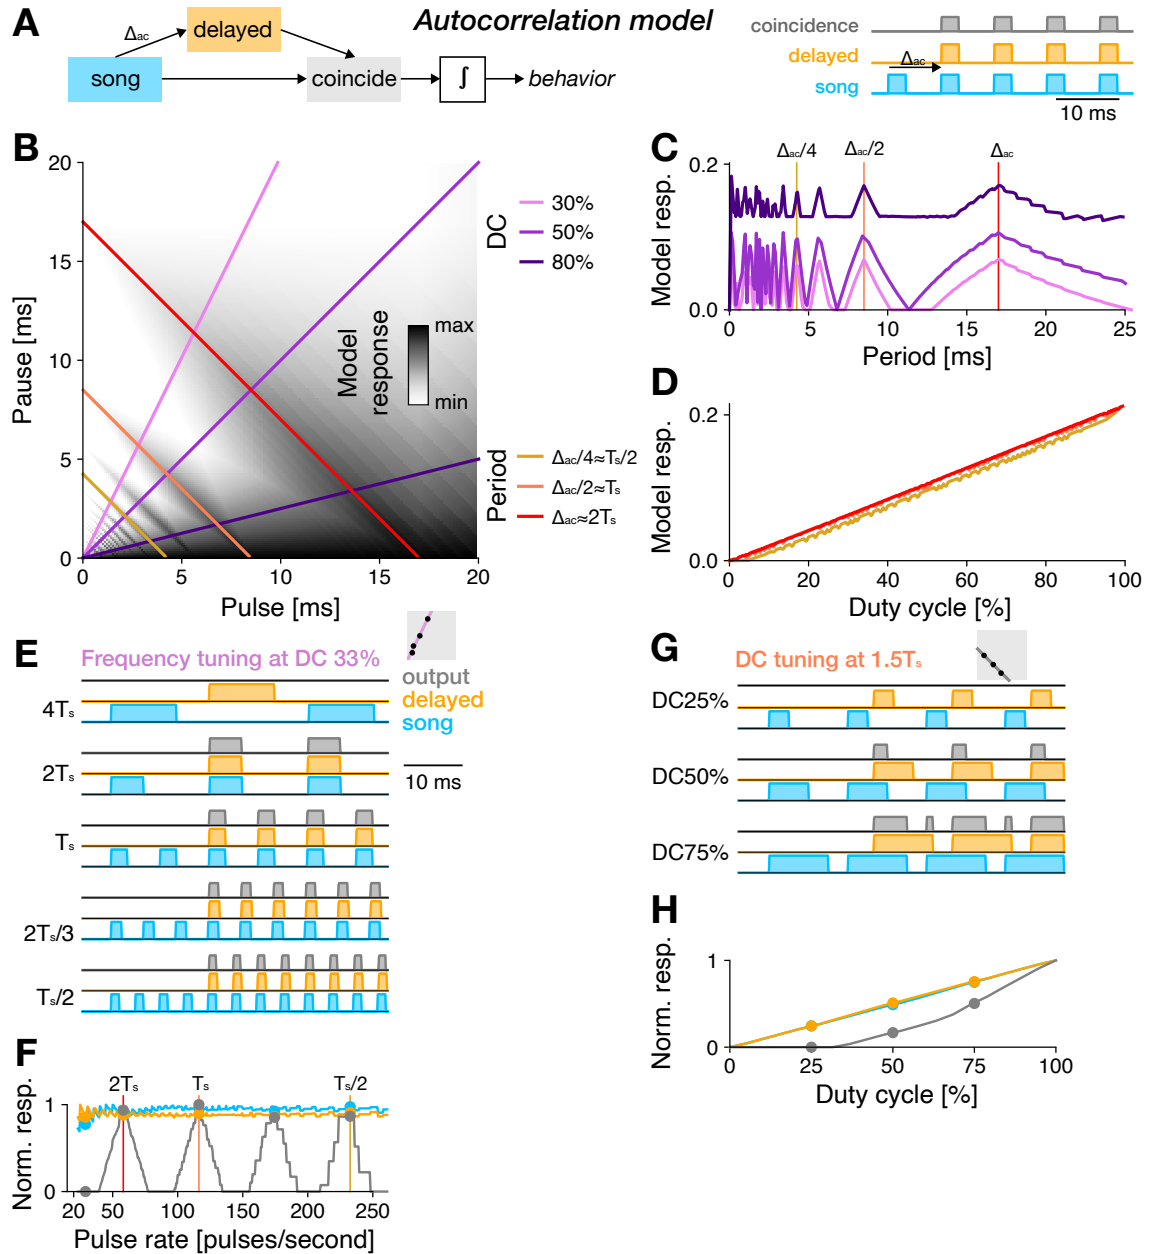 A
Autocorrelation model
Δac
delayed
song
coincide
∫
behavior
coincidence
delayed
Δac
song
10 ms
B
20
15
10
5
0
Pause [ms]
0 5 10 15 20
Pulse [ms]
DC
30%
50%
80%
Model response
max
min
Period
Δac/4≈Ts/2
Δac/2≈Ts
Δac≈2Ts
C
Δac/4 Δac/2 Δac
0.2
0.0
Model resp.
0 5 10 15 20 25
Period [ms]
D
0.2
0.0
Model resp.
0 20 40 60 80 100
Duty cycle [%]
E
Frequency tuning at DC 33%
output
delayed
song
10 ms
4Ts
2Ts
Ts
2Ts/3
Ts/2
F
2Ts Ts Ts/2
1
0
Norm. resp.
20 50 100 150 200 250
Pulse rate [pulses/second]
G
DC tuning at 1.5Ts
DC25%
DC50%
DC75%
H
1
0
Norm. resp.
0 25 50 75 100
Duty cycle [%]